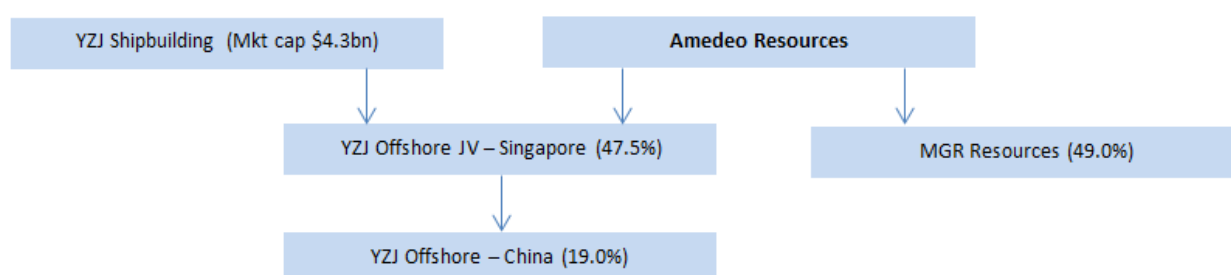 YZJ Shipbuilding (Mkt cap $4.3bn)
Amedeo Resources
YZJ Offshore JV – Singapore (47.5%)
MGR Resources (49.0%)
YZJ Offshore – China (19.0%)